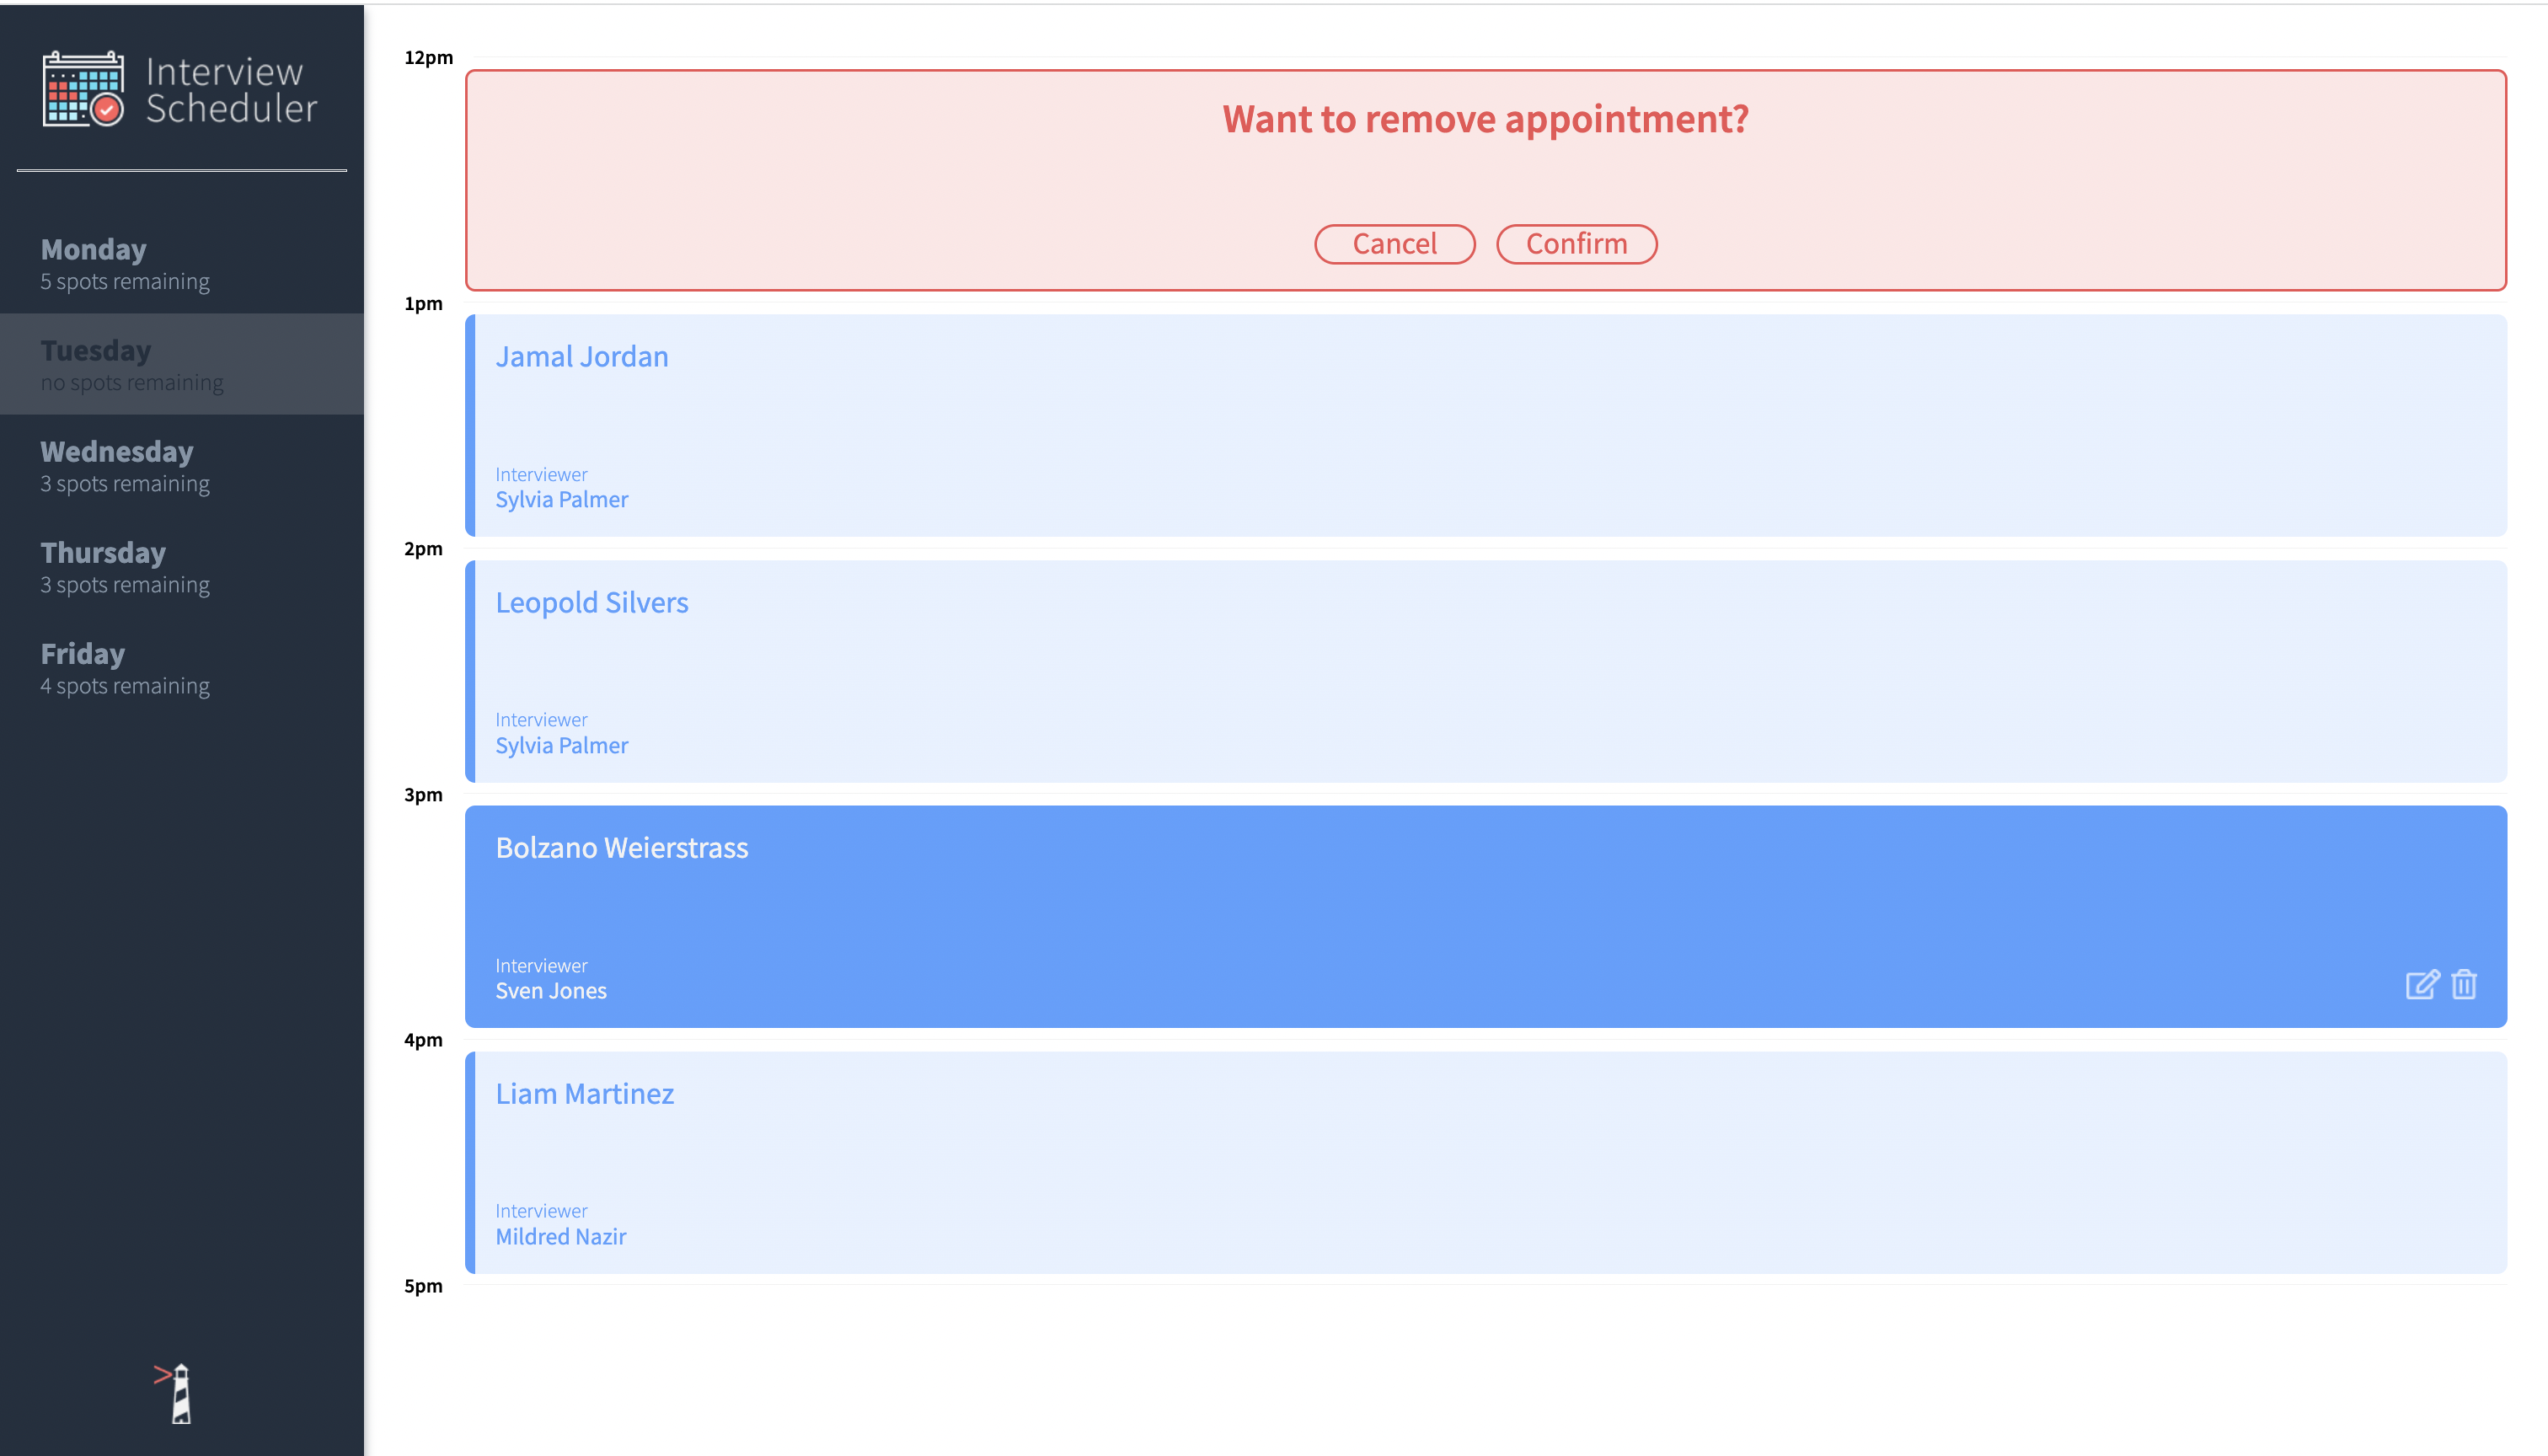 Interview
Scheduler
Monday
5 spots remaining
Tuesday
no spots remaining
Wednesday
3 spots remaining
Thursday
3 spots remaining
Friday
4 spots remaining
12pm
Want to remove appointment?
Cancel Confirm
1pm
Jamal Jordan
Interviewer
Sylvia Palmer
2pm
Leopold Silvers
Interviewer
Sylvia Palmer
3pm
Bolzano Weierstrass
Interviewer
Sven Jones
4pm
Liam Martinez
Interviewer
Mildred Nazir
5pm